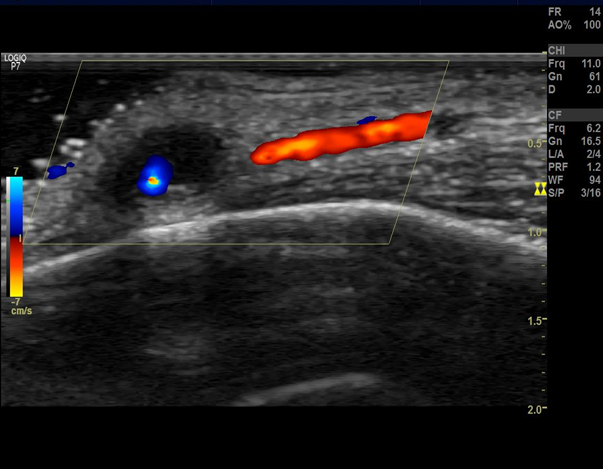 FR 14
AO% 100
LOGIQ
P7
CHI
Frq 11.0
Gn 61
D 2.0
CF
Frq 6.2
Gn 16.5
L/A 2/4
PRF 1.2
WF 94
S/P 3/16
0.5
7
1.0
-7
cm/s
1.5
2.0